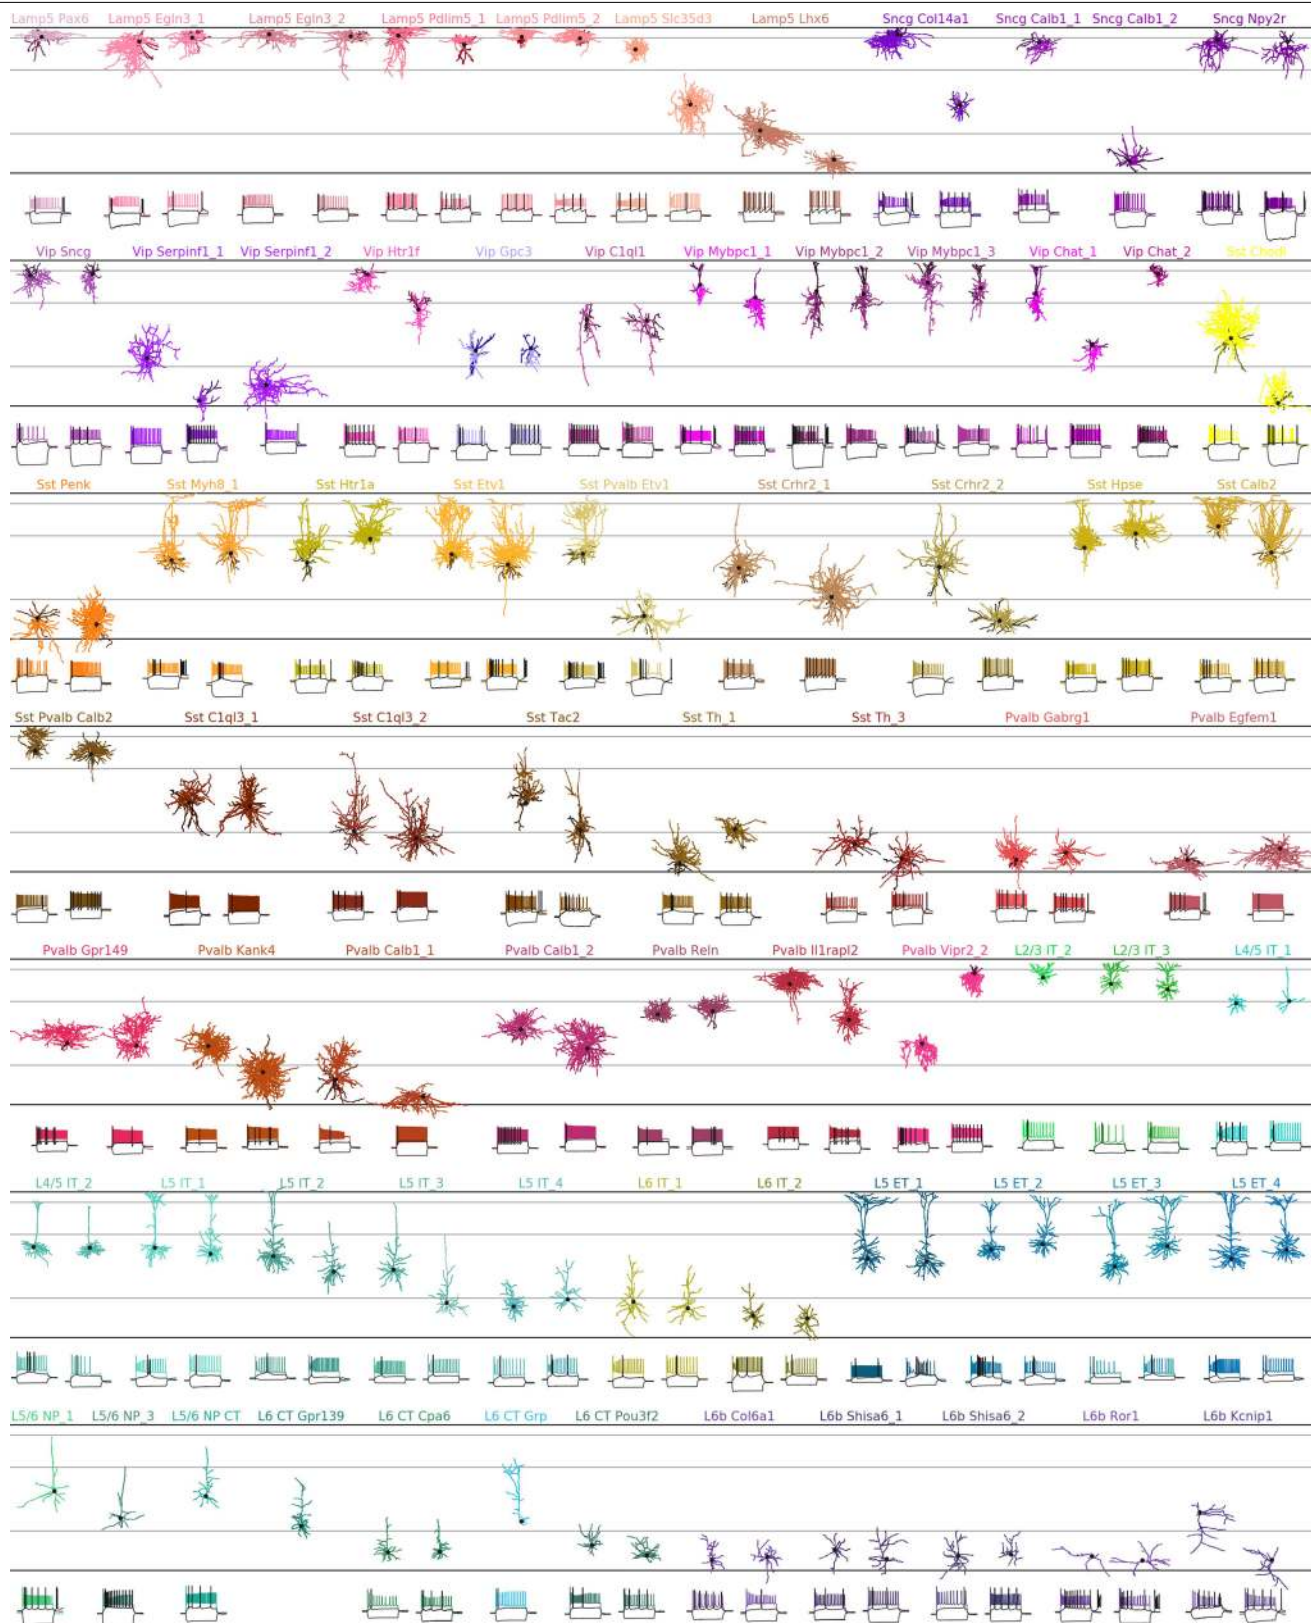 Lamp5 Pax6 Lamp5 Egln3_1 Lamp5 Egln3_2 Lamp5 Pdlim5_1 Lamp5 Pdlim5_2 Lamp5 Slc35d3 Lamp5 Lhx6 Sncg Col14a1 Sncg Calb1_1 Sncg Calb1_2 Sncg Npy2r
Vip Sncg Vip Serpinf1_1 Vip Serpinf1_2 Vip Htr1f Vip Gpc3 Vip C1ql1 Vip Mybpc1_1 Vip Mybpc1_2 Vip Mybpc1_3 Vip Chat_1 Vip Chat_2 Sst Chodl
Sst Penk Sst Myh8_1 Sst Htr1a Sst Etv1 Sst Pvalb Etv1 Sst Crhr2_1 Sst Crhr2_2 Sst Hpse Sst Calb2
Sst Pvalb Calb2 Sst C1ql3_1 Sst C1ql3_2 Sst Tac2 Sst Th_1 Sst Th_3 Pvalb Gabrg1 Pvalb Egfem1
Pvalb Gpr149 Pvalb Kank4 Pvalb Calb1_1 Pvalb Calb1_2 Pvalb Reln Pvalb Il1rapl2 Pvalb Vipr2_2 L2/3 IT_2 L2/3 IT_3 L4/5 IT_1
L4/5 IT_2 L5 IT_1 L5 IT_2 L5 IT_3 L5 IT_4 L6 IT_1 L6 IT_2 L5 ET_1 L5 ET_2 L5 ET_3 L5 ET_4
L5/6 NP_1 L5/6 NP_3 L5/6 NP CT L6 CT Gpr139 L6 CT Cpa6 L6 CT Grp L6 CT Pou3f2 L6b Col6a1 L6b Shisa6_1 L6b Shisa6_2 L6b Ror1 L6b Kcnip1